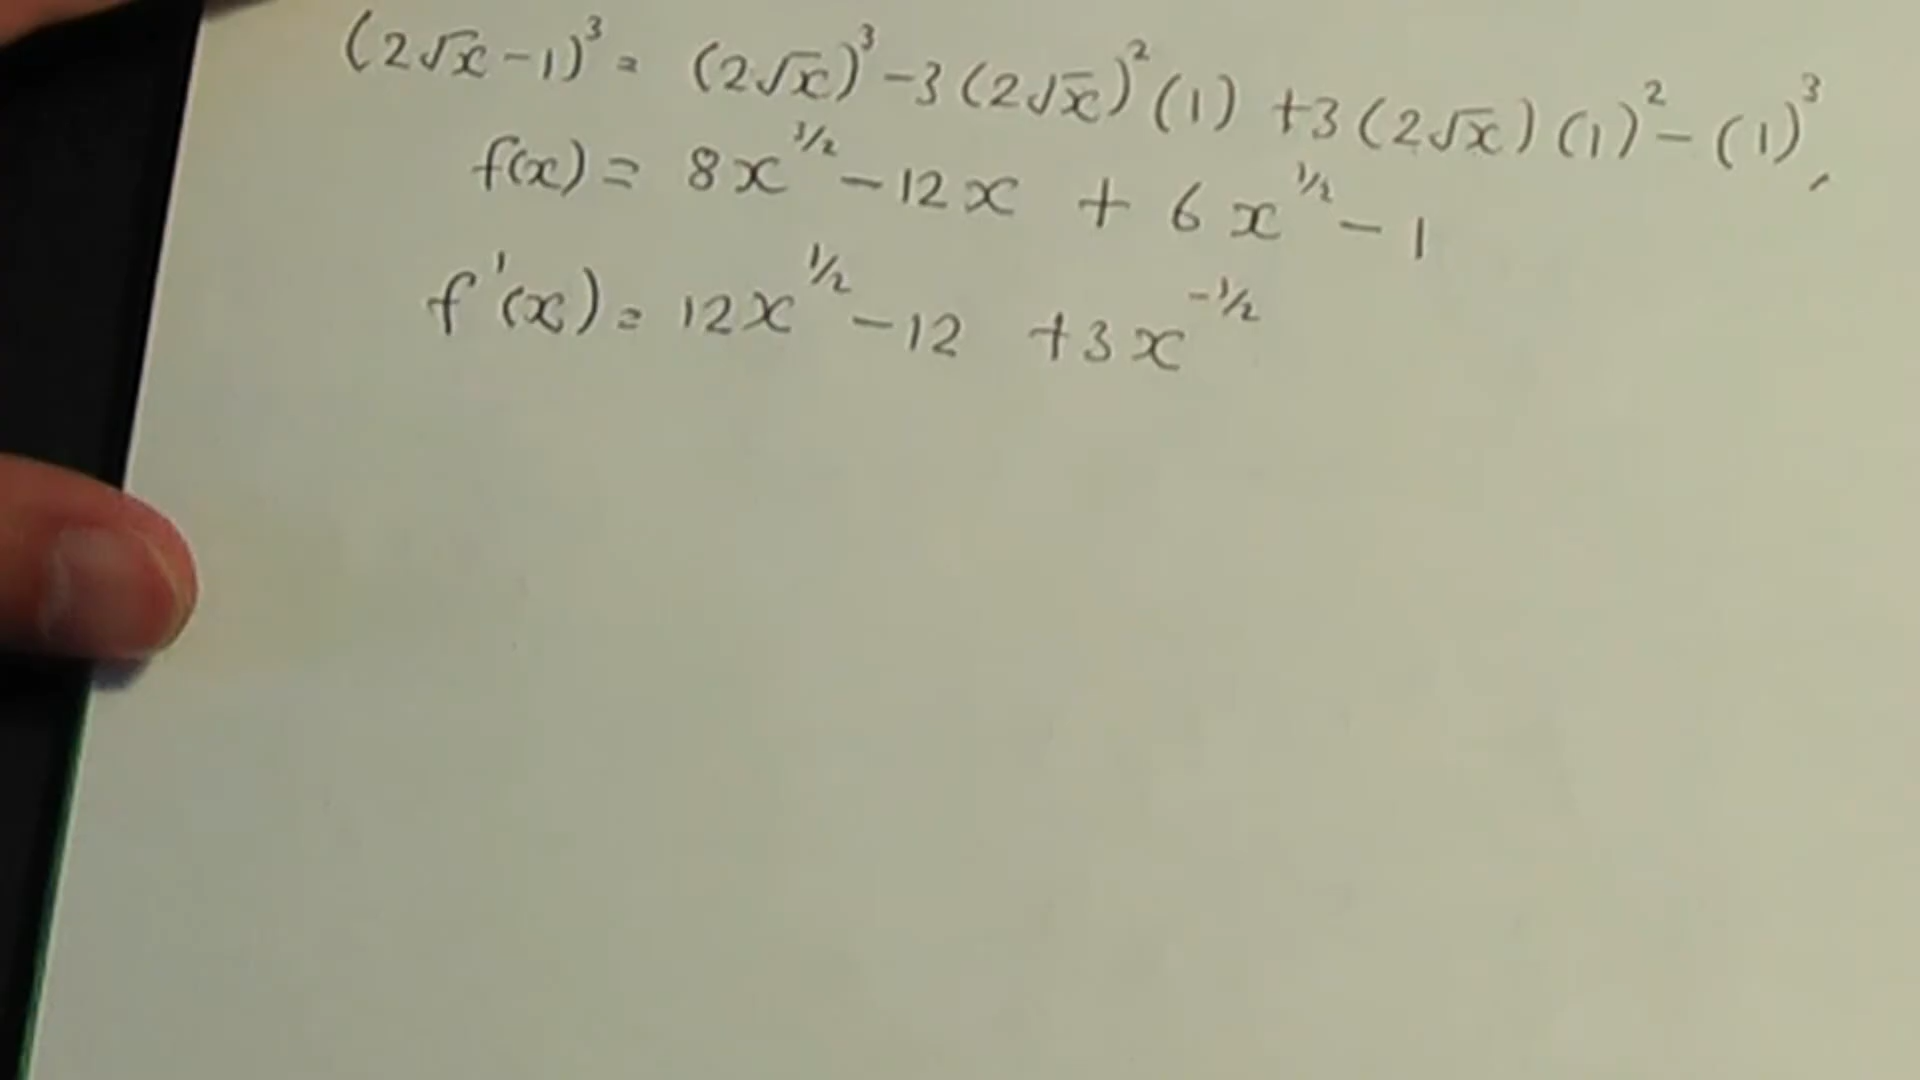 (2√x - 1)³ = (2√x)³ - 3(2√x)²(1) + 3(2√x)(1)² - (1)³,
f(x) = 8x^3/2 - 12x + 6x^1/2 - 1
f'(x) = 12x^1/2 - 12 + 3x^-1/2